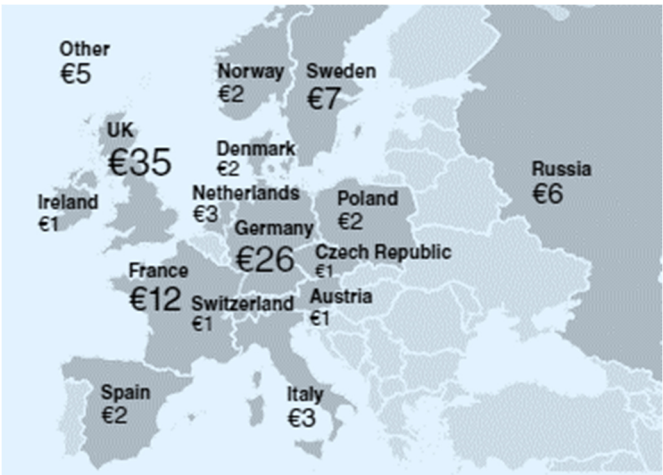 Other
€5
Norway
€2
Sweden
€7
UK
€35
Denmark
€2
Ireland
€1
Netherlands
€3
Poland
€2
Russia
€6
Germany
€26
Czech Republic
€1
France
€12
Switzerland
€1
Austria
€1
Spain
€2
Italy
€3